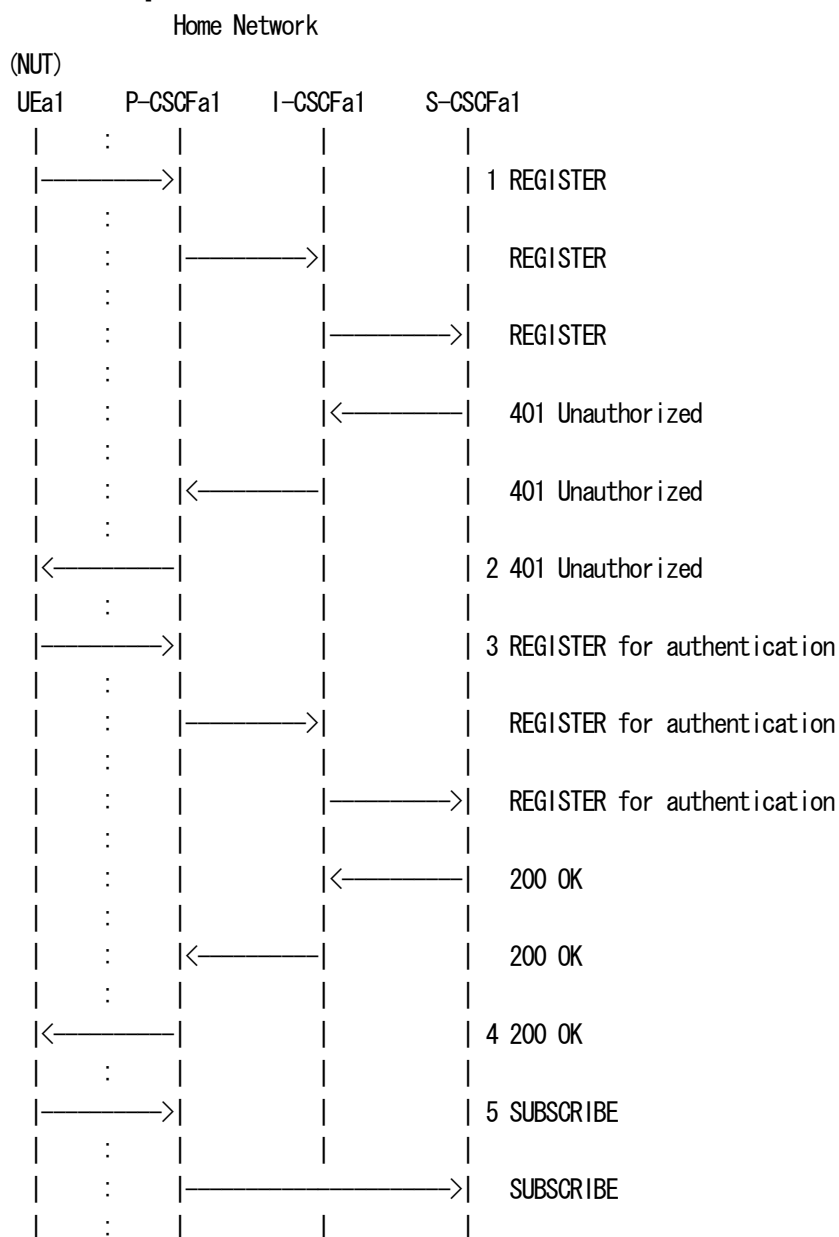 Home Network
(NUT)
UEa1 P-CSCFa1 I-CSCFa1 S-CSCFa1
| : | | |
|---------->| | | 1 REGISTER
| : | | |
| : |---------->| | REGISTER
| : | | |
| : | |---------->| REGISTER
| : | | |
| : | |<----------| 401 Unauthorized
| : | | |
| : |<----------| | 401 Unauthorized
| : | | |
|<----------| | | 2 401 Unauthorized
| : | | |
|---------->| | | 3 REGISTER for authentication
| : | | |
| : |---------->| | REGISTER for authentication
| : | | |
| : | |---------->| REGISTER for authentication
| : | | |
| : | |<----------| 200 OK
| : | | |
| : |<----------| | 200 OK
| : | | |
|<----------| | | 4 200 OK
| : | | |
|---------->| | | 5 SUBSCRIBE
| : | | |
| : |---------------------->| SUBSCRIBE
| : | | |